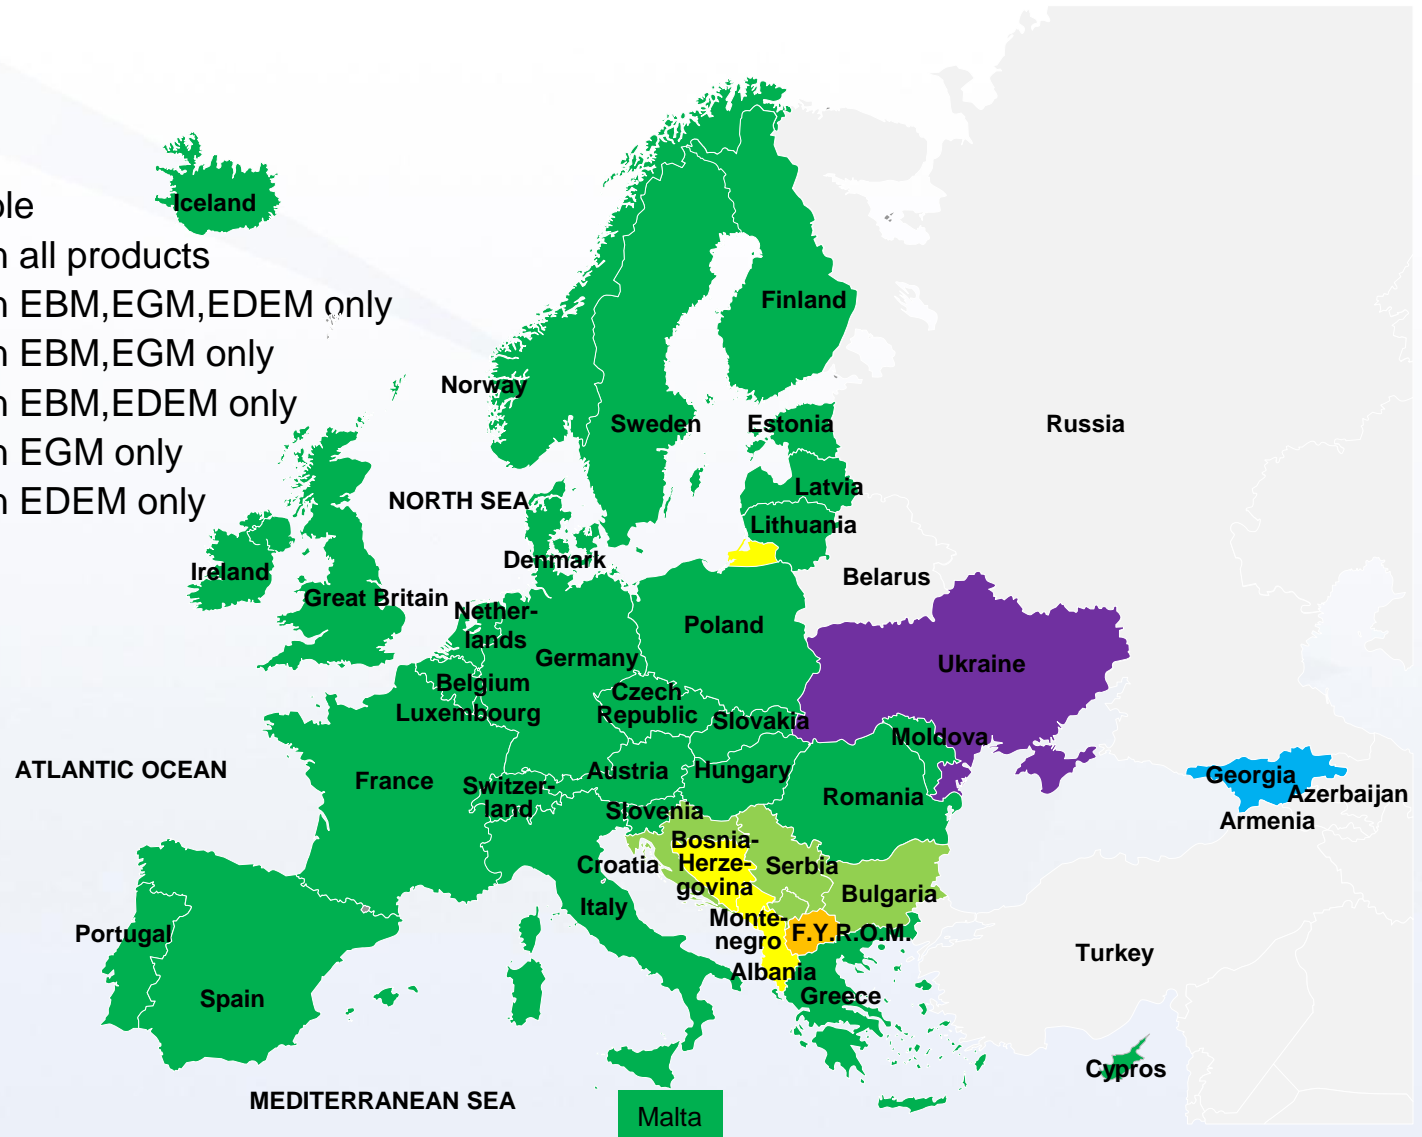 Iceland
all products
EBM,EGM,EDEM only
EBM,EGM only
EBM,EDEM only
EGM only
EDEM only
Finland
Norway
Sweden
Estonia
Russia
Latvia
NORTH SEA
Lithuania
Denmark
Ireland
Belarus
Great Britain
Nether-
lands
Poland
Germany
Ukraine
Belgium
Czech
Republic
Luxembourg
Slovakia
Moldova
ATLANTIC OCEAN
France
Switzer-
land
Austria
Hungary
Romania
Georgia
Azerbaijan
Armenia
Slovenia
Bosnia-
Herze-
govina
Croatia
Serbia
Bulgaria
Italy
Monte-
negro
F.Y.R.O.M.
Portugal
Turkey
Albania
Spain
Greece
Cypros
MEDITERRANEAN SEA
Malta